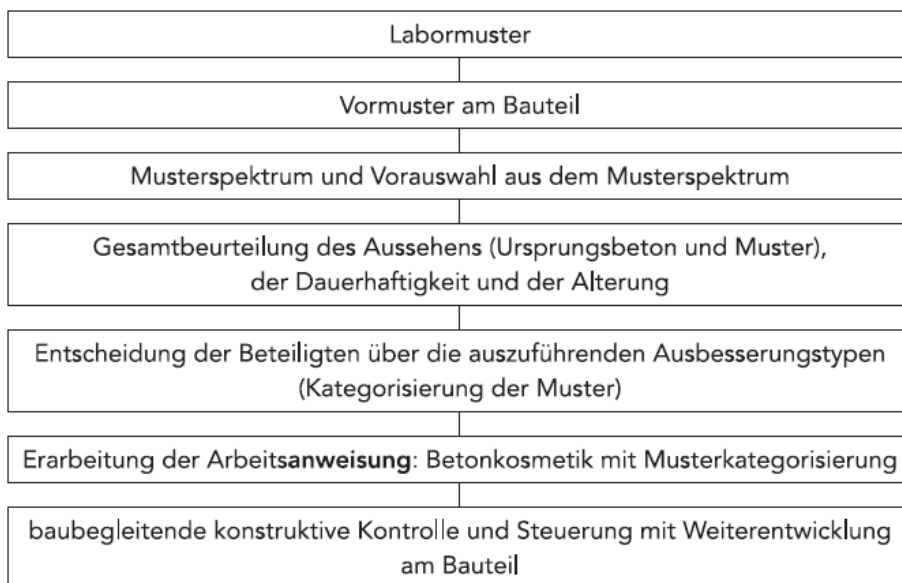 Labormuster
Vormuster am Bauteil
Musterspektrum und Vorauswahl aus dem Musterspektrum
Gesamtbeurteilung des Aussehens (Ursprungsbeton und Muster),
der Dauerhaftigkeit und der Alterung
Entscheidung der Beteiligten über die auszuführenden Ausbesserungstypen
(Kategorisierung der Muster)
Erarbeitung der Arbeitsanweisung: Betonkosmetik mit Musterkategorisierung
baubegleitende konstruktive Kontrolle und Steuerung mit Weiterentwicklung
am Bauteil